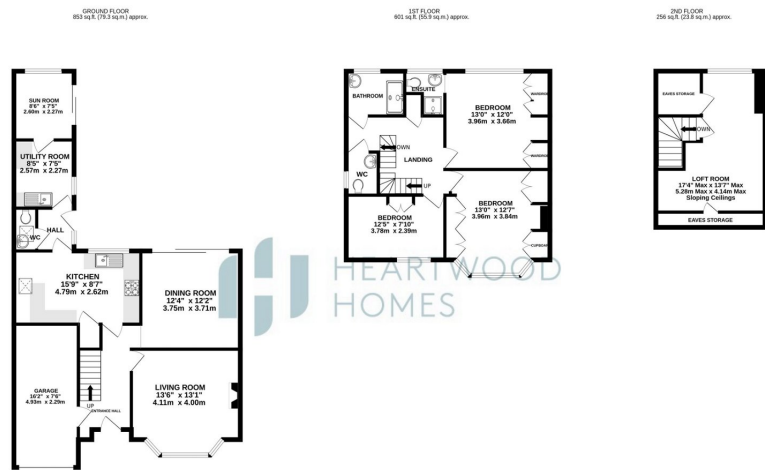 GROUND FLOOR
853 sq.ft. (79.3 sq.m.) approx.
SUN ROOM
8'6" x 7'5"
2.60m x 2.27m
UTILITY ROOM
8'5" x 7'5"
2.57m x 2.27m
WC
HALL
KITCHEN
15'9" x 8'7"
4.79m x 2.62m
DINING ROOM
12'4" x 12'2"
3.75m x 3.71m
GARAGE
16'2" x 7'6"
4.93m x 2.29m
UP
ENTRANCE HALL
LIVING ROOM
13'6" x 13'1"
4.11m x 4.00m
1ST FLOOR
601 sq.ft. (55.9 sq.m.) approx.
BATHROOM
ENSUITE
BEDROOM
13'0" x 12'0"
3.96m x 3.66m
WARDROBE
WARDROBE
DOWN
LANDING
WC
UP
BEDROOM
12'5" x 7'10"
3.78m x 2.39m
BEDROOM
13'0" x 12'7"
3.96m x 3.84m
CUPBOARD
2ND FLOOR
256 sq.ft. (23.8 sq.m.) approx.
EAVES STORAGE
DOWN
LOFT ROOM
17'4" Max x 13'7" Max
5.28m Max x 4.14m Max
Sloping Ceilings
EAVES STORAGE
HEARTWOOD
HOMES